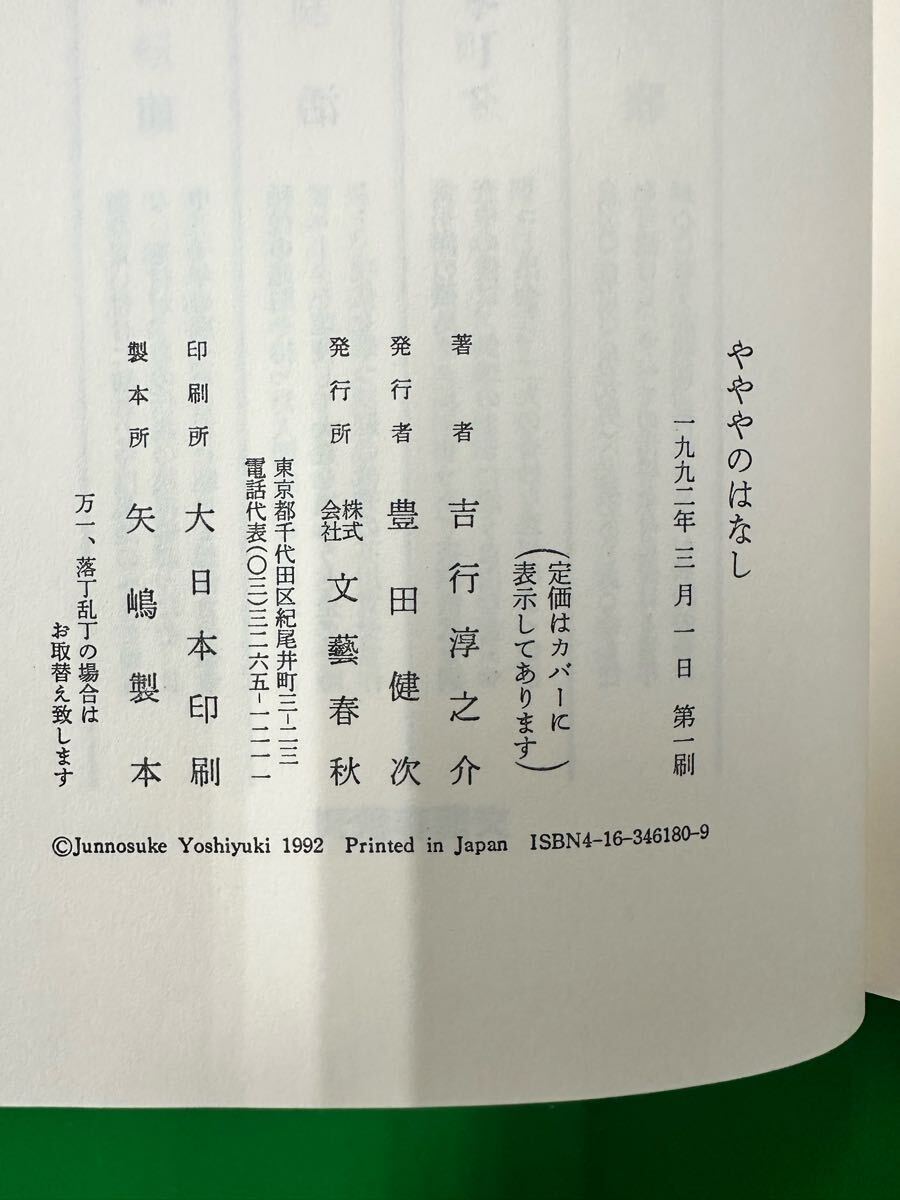 やややのはなし
一九九二年三月一日 第一刷
(定価はカバーに
表示してあります)
著者 吉行淳之介
発行者 豊田健次
発行所 株式会社 文藝春秋
東京都千代田区紀尾井町三-二三
電話代表(〇三)三二六五-一二一一
印刷所 大日本印刷
製本所 矢嶋製本
万一、落丁乱丁の場合は
お取替え致します
©Junnosuke Yoshiyuki 1992 Printed in Japan ISBN4-16-346180-9